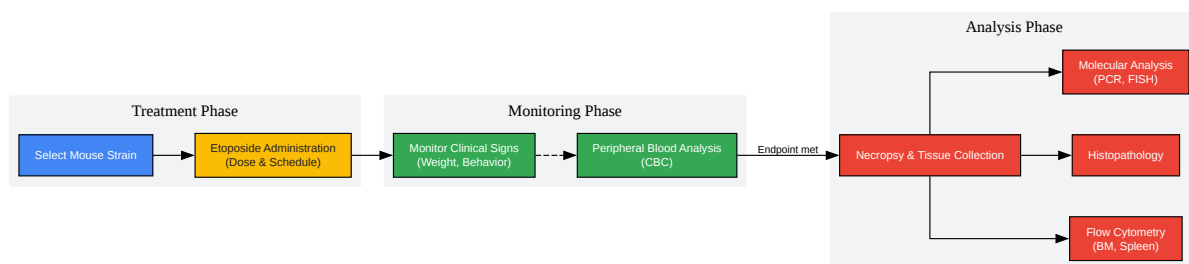 Treatment Phase
Select Mouse Strain
Etoposide Administration
(Dose & Schedule)
Monitoring Phase
Monitor Clinical Signs
(Weight, Behavior)
Peripheral Blood Analysis
(CBC)
Endpoint met
Analysis Phase
Necropsy & Tissue Collection
Molecular Analysis
(PCR, FISH)
Histopathology
Flow Cytometry
(BM, Spleen)